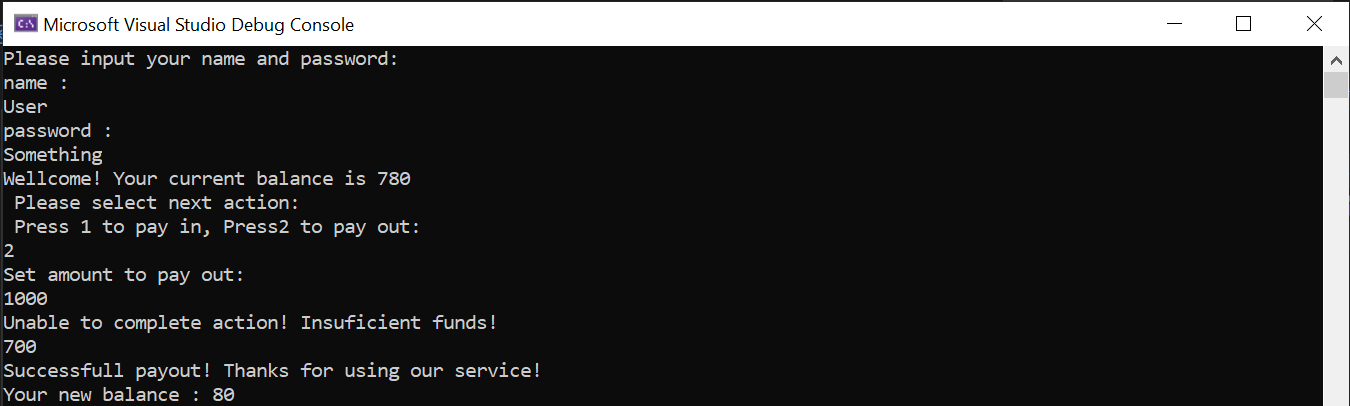 C:\ Microsoft Visual Studio Debug Console
Please input your name and password:
name :
User
password :
Something
Wellcome! Your current balance is 780
 Please select next action:
 Press 1 to pay in, Press2 to pay out:
2
Set amount to pay out:
1000
Unable to complete action! Insuficient funds!
700
Successfull payout! Thanks for using our service!
Your new balance : 80